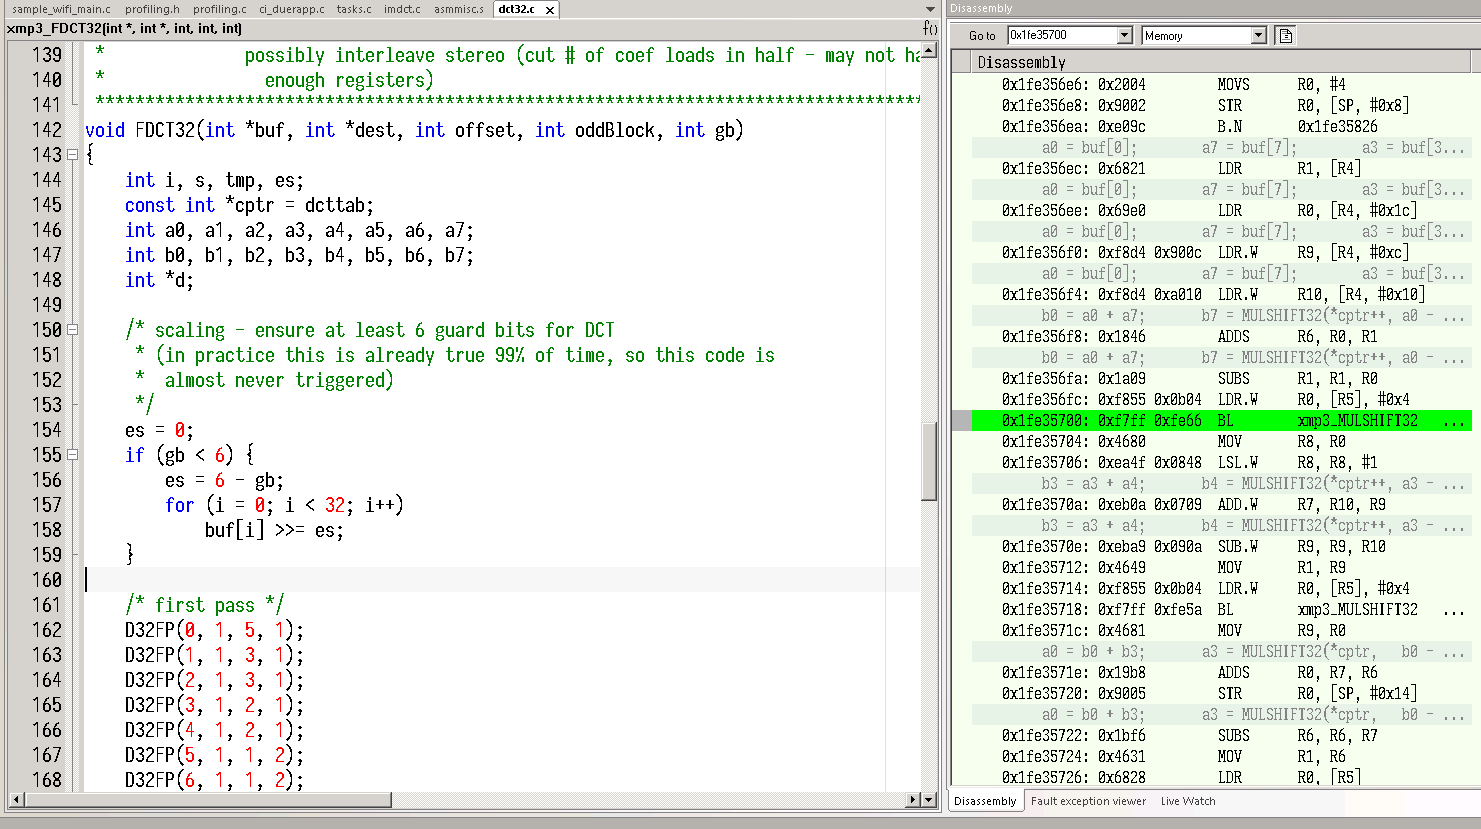 sample_wifi_main.c profiling.h profiling.c ci_duerapp.c tasks.c imdct.c asmmisc.s dct32.c x
xmp3_FDCT32(int *, int *, int, int, int) f()
139 * possibly interleave stereo (cut # of coef loads in half - may not ha
140 * enough registers)
141 ***********************************************************************************
142 void FDCT32(int *buf, int *dest, int offset, int oddBlock, int gb)
143 {
144 int i, s, tmp, es;
145 const int *cptr = dcttab;
146 int a0, a1, a2, a3, a4, a5, a6, a7;
147 int b0, b1, b2, b3, b4, b5, b6, b7;
148 int *d;
149
150 /* scaling - ensure at least 6 guard bits for DCT
151 * (in practice this is already true 99% of time, so this code is
152 * almost never triggered)
153 */
154 es = 0;
155 if (gb < 6) {
156 es = 6 - gb;
157 for (i = 0; i < 32; i++)
158 buf[i] >>= es;
159 }
160
161 /* first pass */
162 D32FP(0, 1, 5, 1);
163 D32FP(1, 1, 3, 1);
164 D32FP(2, 1, 3, 1);
165 D32FP(3, 1, 2, 1);
166 D32FP(4, 1, 2, 1);
167 D32FP(5, 1, 1, 2);
168 D32FP(6, 1, 1, 2);
Disassembly
Go to 0x1fe35700 Memory
Disassembly
0x1fe356e6: 0x2004 MOVS R0, #4
0x1fe356e8: 0x9002 STR R0, [SP, #0x8]
0x1fe356ea: 0xe09c B.N 0x1fe35826
a0 = buf[0]; a7 = buf[7]; a3 = buf[3...
0x1fe356ec: 0x6821 LDR R1, [R4]
a0 = buf[0]; a7 = buf[7]; a3 = buf[3...
0x1fe356ee: 0x69e0 LDR R0, [R4, #0x1c]
a0 = buf[0]; a7 = buf[7]; a3 = buf[3...
0x1fe356f0: 0xf8d4 0x900c LDR.W R9, [R4, #0xc]
a0 = buf[0]; a7 = buf[7]; a3 = buf[3...
0x1fe356f4: 0xf8d4 0xa010 LDR.W R10, [R4, #0x10]
b0 = a0 + a7; b7 = MULSHIFT32(*cptr++, a0 - ...
0x1fe356f8: 0x1846 ADDS R6, R0, R1
b0 = a0 + a7; b7 = MULSHIFT32(*cptr++, a0 - ...
0x1fe356fa: 0x1a09 SUBS R1, R1, R0
0x1fe356fc: 0xf855 0x0b04 LDR.W R0, [R5], #0x4
0x1fe35700: 0xf7ff 0xfe66 BL xmp3_MULSHIFT32 ...
0x1fe35704: 0x4680 MOV R8, R0
0x1fe35706: 0xea4f 0x0848 LSL.W R8, R8, #1
b3 = a3 + a4; b4 = MULSHIFT32(*cptr++, a3 - ...
0x1fe3570a: 0xeb0a 0x0709 ADD.W R7, R10, R9
b3 = a3 + a4; b4 = MULSHIFT32(*cptr++, a3 - ...
0x1fe3570e: 0xeba9 0x090a SUB.W R9, R9, R10
0x1fe35712: 0x4649 MOV R1, R9
0x1fe35714: 0xf855 0x0b04 LDR.W R0, [R5], #0x4
0x1fe35718: 0xf7ff 0xfe5a BL xmp3_MULSHIFT32 ...
0x1fe3571c: 0x4681 MOV R9, R0
a0 = b0 + b3; a3 = MULSHIFT32(*cptr, b0 - ...
0x1fe3571e: 0x19b8 ADDS R0, R7, R6
0x1fe35720: 0x9005 STR R0, [SP, #0x14]
a0 = b0 + b3; a3 = MULSHIFT32(*cptr, b0 - ...
0x1fe35722: 0x1bf6 SUBS R6, R6, R7
0x1fe35724: 0x4631 MOV R1, R6
0x1fe35726: 0x6828 LDR R0, [R5]
Disassembly Fault exception viewer Live Watch